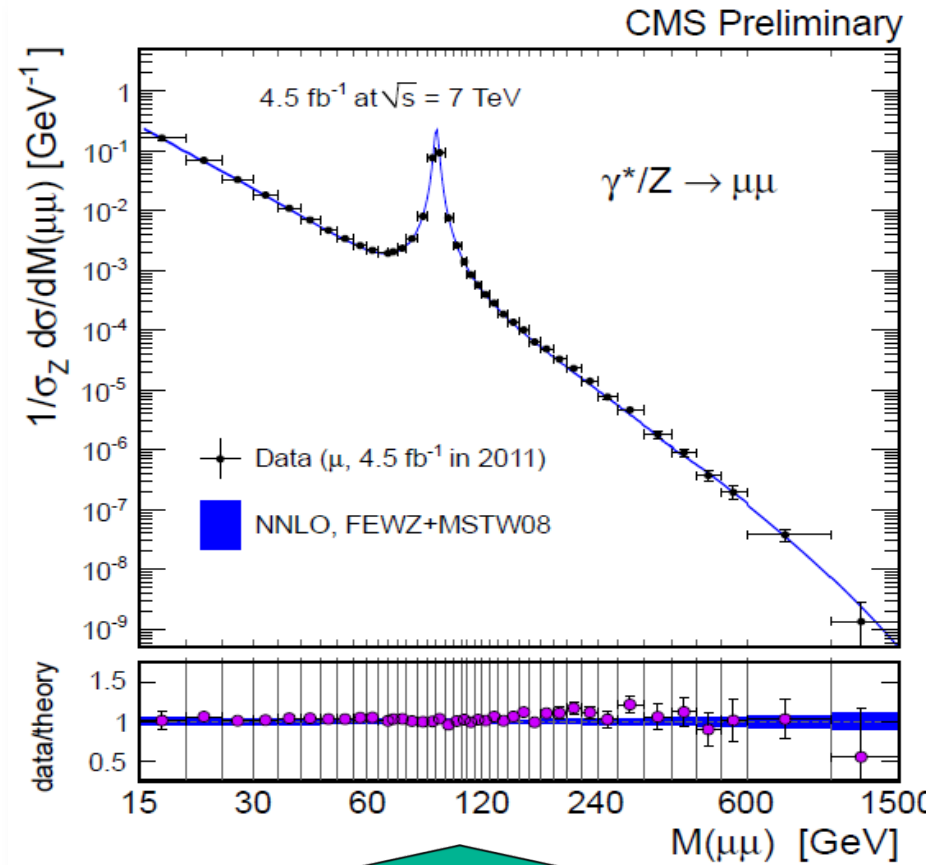 CMS Preliminary
1/σ_Z dσ/dM(μμ) [GeV⁻¹]
4.5 fb⁻¹ at √s = 7 TeV
γ*/Z → μμ
1
10⁻¹
10⁻²
10⁻³
10⁻⁴
10⁻⁵
10⁻⁶
10⁻⁷
10⁻⁸
10⁻⁹
Data (μ, 4.5 fb⁻¹ in 2011)
NNLO, FEWZ+MSTW08
data/theory
1.5
1
0.5
15 30 60 120 240 600 1500
M(μμ) [GeV]